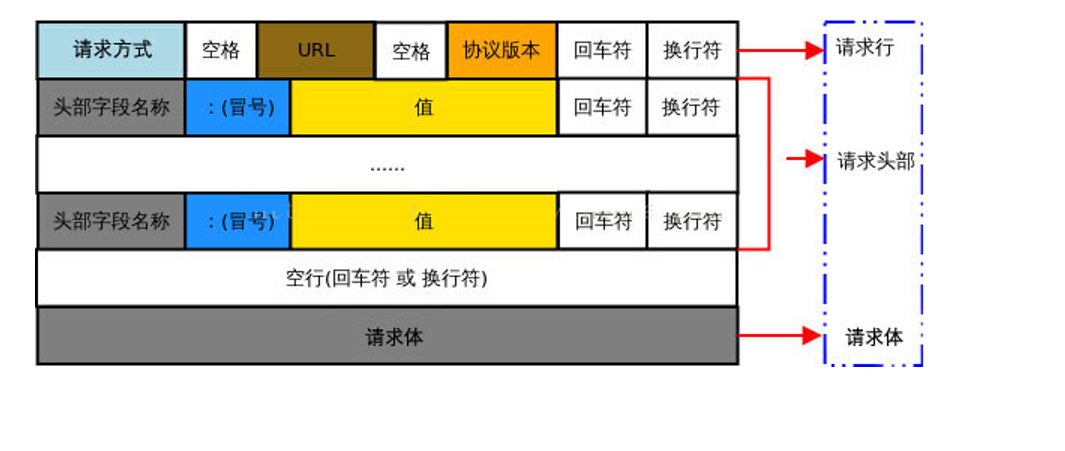 请求方式 空格 URL 空格 协议版本 回车符 换行符 请求行
头部字段名称 :(冒号) 值 回车符 换行符
...... 请求头部
头部字段名称 :(冒号) 值 回车符 换行符
空行(回车符 或 换行符)
请求体 请求体